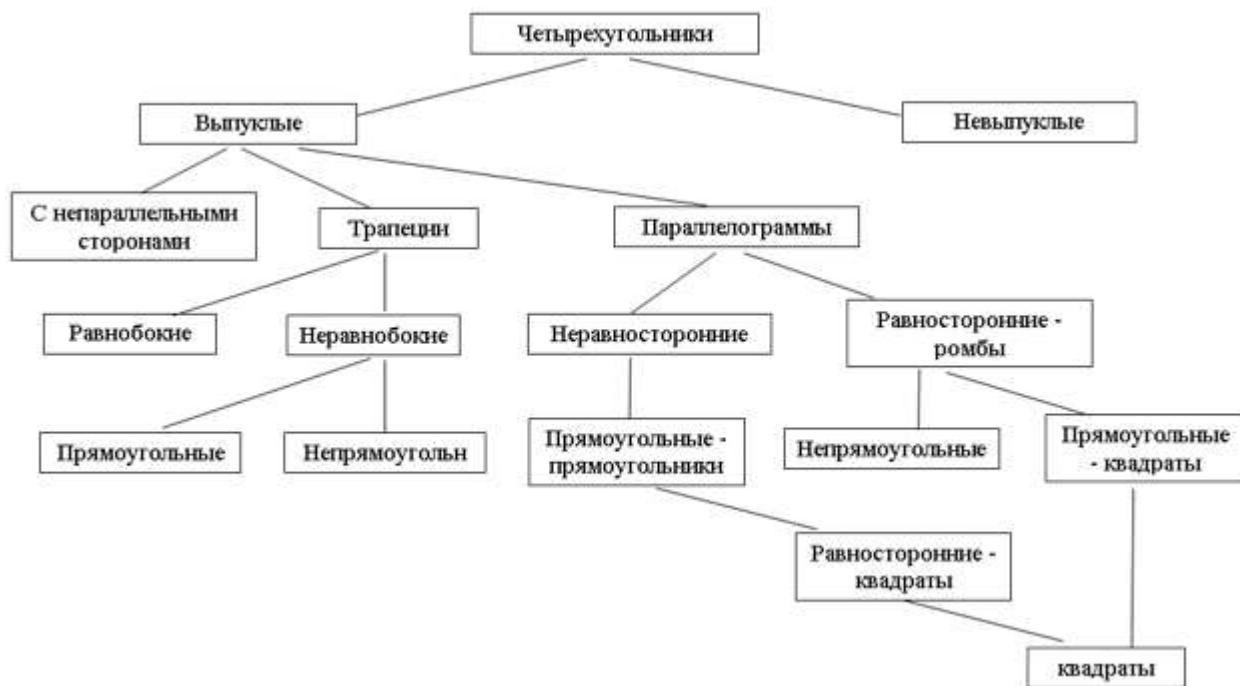 Четырехугольники
Выпуклые
Невыпуклые
С непараллельными
сторонами
Трапеции
Параллелограммы
Равнобокие
Неравнобокие
Неравносторонние
Равносторонние -
ромбы
Прямоугольные
Непрямоугольн
Прямоугольные -
прямоугольники
Непрямоугольные
Прямоугольные
- квадраты
Равносторонние -
квадраты
квадраты